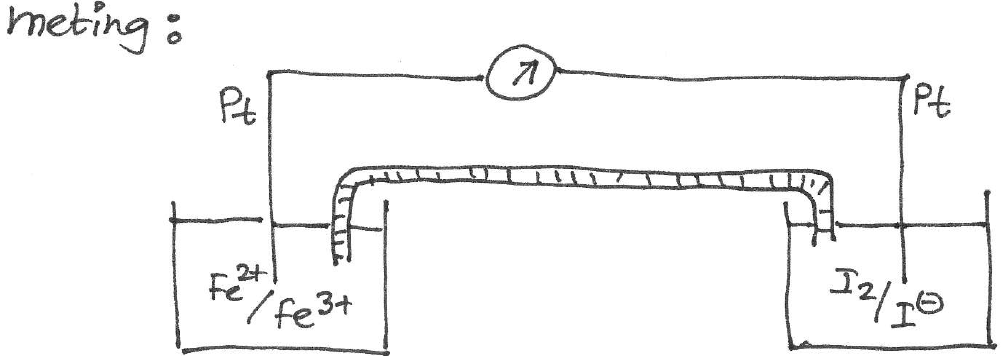 meting:
Pt
Pt
Fe²⁺/Fe³⁺
I₂/I⊖